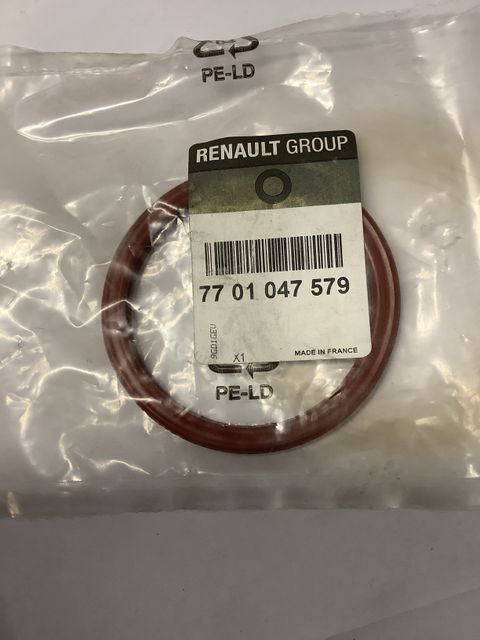 PE-LD
RENAULT GROUP
77 01 047 579
X1
MADE IN FRANCE
PE-LD